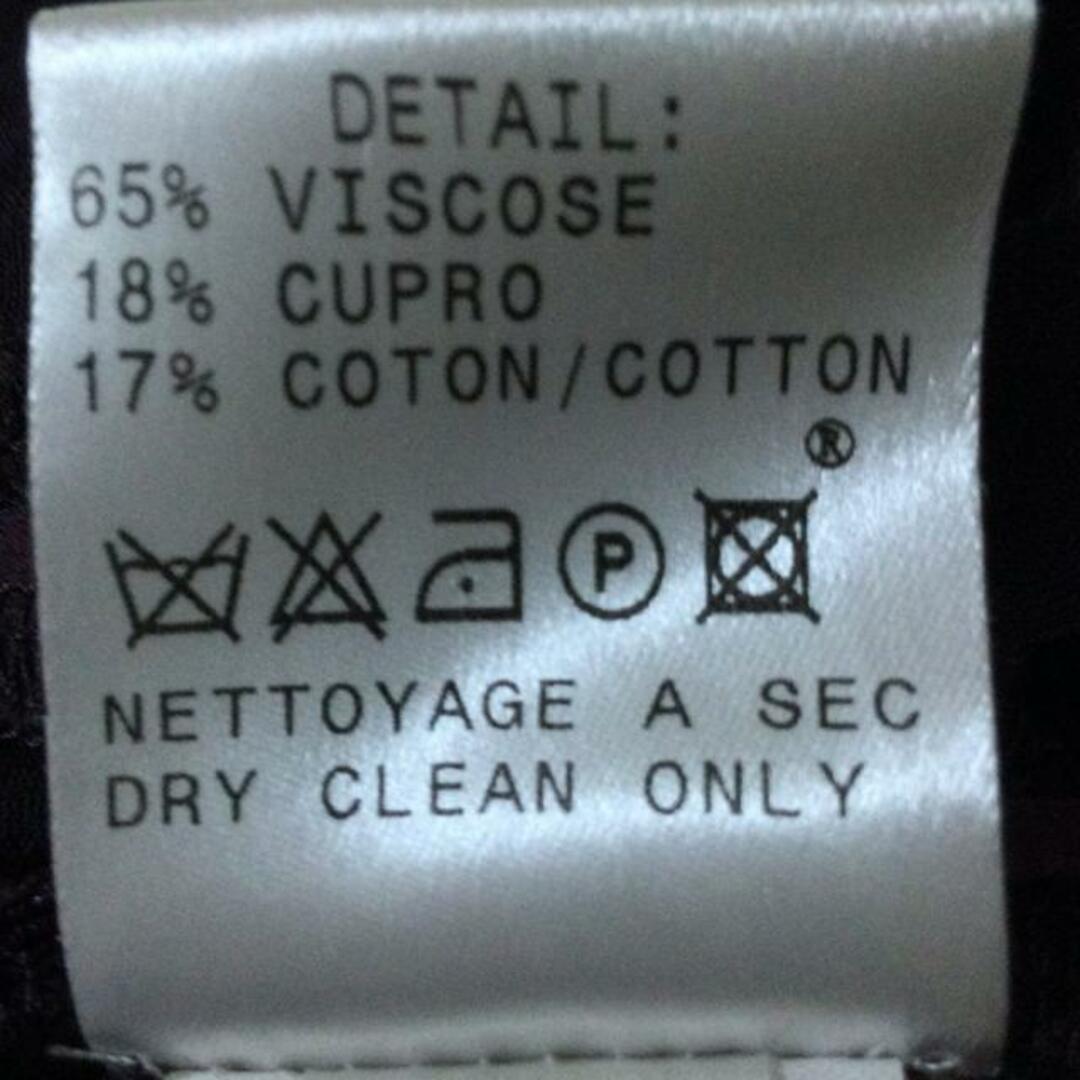 DETAIL:
65% VISCOSE
18% CUPRO
17% COTON/COTTON
®
P
NETTOYAGE A SEC
DRY CLEAN ONLY